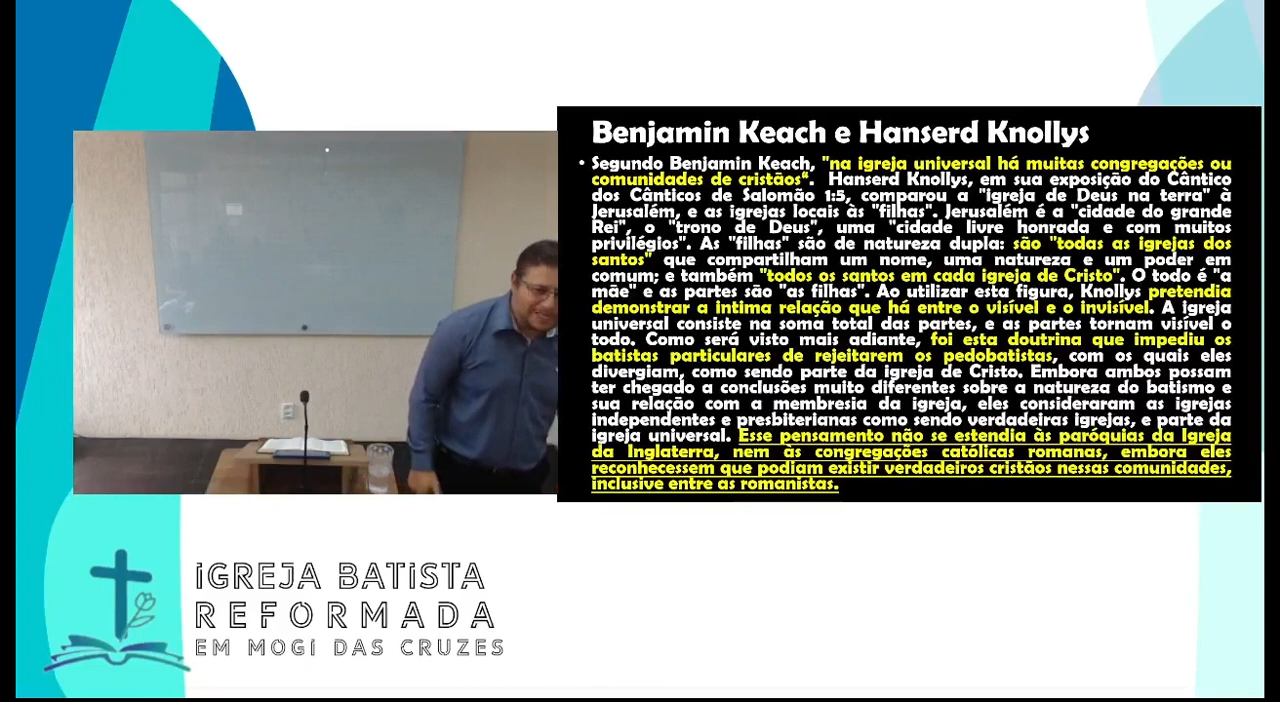 Benjamin Keach e Hanserd Knollys
• Segundo Benjamin Keach, "na igreja universal há muitas congregações ou
comunidades de cristãos“. Hanserd Knollys, em sua exposição do Cântico
dos Cânticos de Salomão 1:5, comparou a "igreja de Deus na terra" à
Jerusalém, e as igrejas locais às "filhas". Jerusalém é a "cidade do grande
Rei", o "trono de Deus", uma "cidade livre honrada e com muitos
privilégios". As "filhas" são de natureza dupla: são "todas as igrejas dos
santos" que compartilham um nome, uma natureza e um poder em
comum; e também "todos os santos em cada igreja de Cristo". O todo é "a
mãe" e as partes são "as filhas". Ao utilizar esta figura, Knollys pretendia
demonstrar a intima relação que há entre o visível e o invisível. A igreja
universal consiste na soma total das partes, e as partes tornam visível o
todo. Como será visto mais adiante, foi esta doutrina que impediu os
batistas particulares de rejeitarem os pedobatistas, com os quais eles
divergiam, como sendo parte da igreja de Cristo. Embora ambos possam
ter chegado a conclusões muito diferentes sobre a natureza do batismo e
sua relação com a membresia da igreja, eles consideraram as igrejas
independentes e presbiterianas como sendo verdadeiras igrejas, e parte da
igreja universal. Esse pensamento não se estendia às paróquias da Igreja
da Inglaterra, nem às congregações católicas romanas, embora eles
reconhecessem que podiam existir verdadeiros cristãos nessas comunidades,
inclusive entre as romanistas.
IGREJA BATISTA
REFORMADA
EM MOGI DAS CRUZES